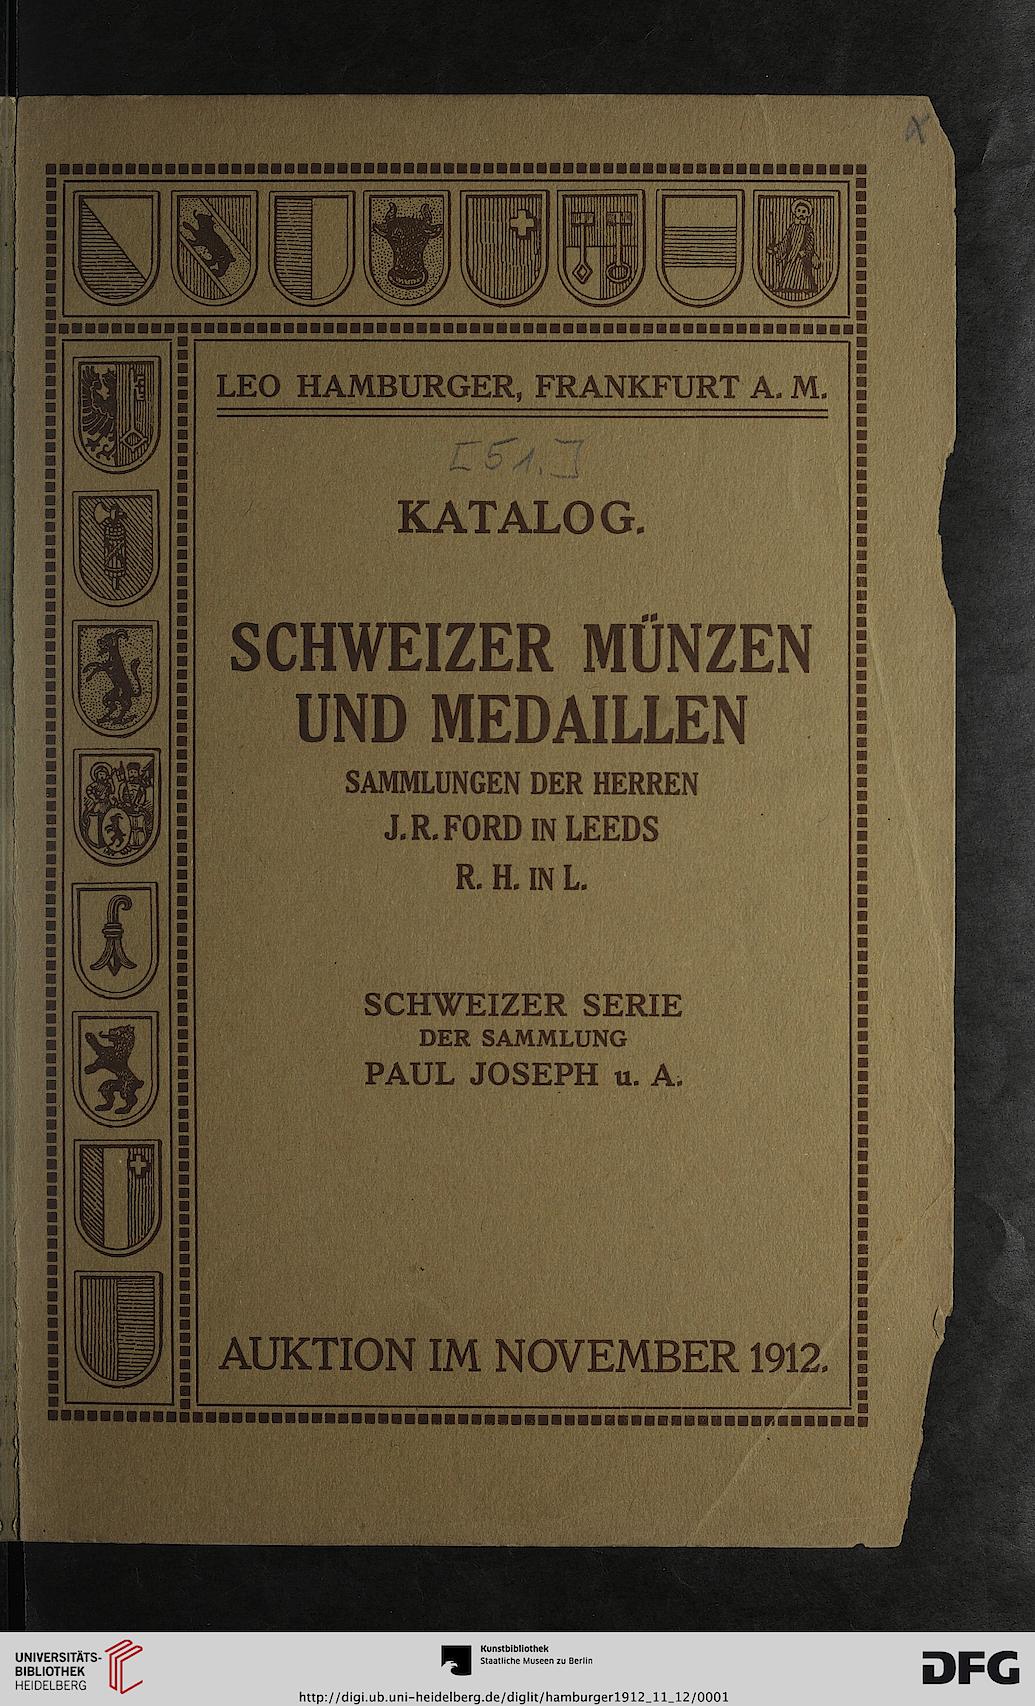 LEO HAMBURGER, FRANKFURT A. M.
[51.]
KATALOG.
SCHWEIZER MÜNZEN
UND MEDAILLEN
SAMMLUNGEN DER HERREN
J. R. FORD IN LEEDS
R. H. IN L.
SCHWEIZER SERIE
DER SAMMLUNG
PAUL JOSEPH u. A.
AUKTION IM NOVEMBER 1912.
UNIVERSITÄTS-
BIBLIOTHEK
HEIDELBERG
Kunstbibliothek
Staatliche Museen zu Berlin
DFG
http://digi.ub.uni-heidelberg.de/diglit/hamburger1912_11_12/0001